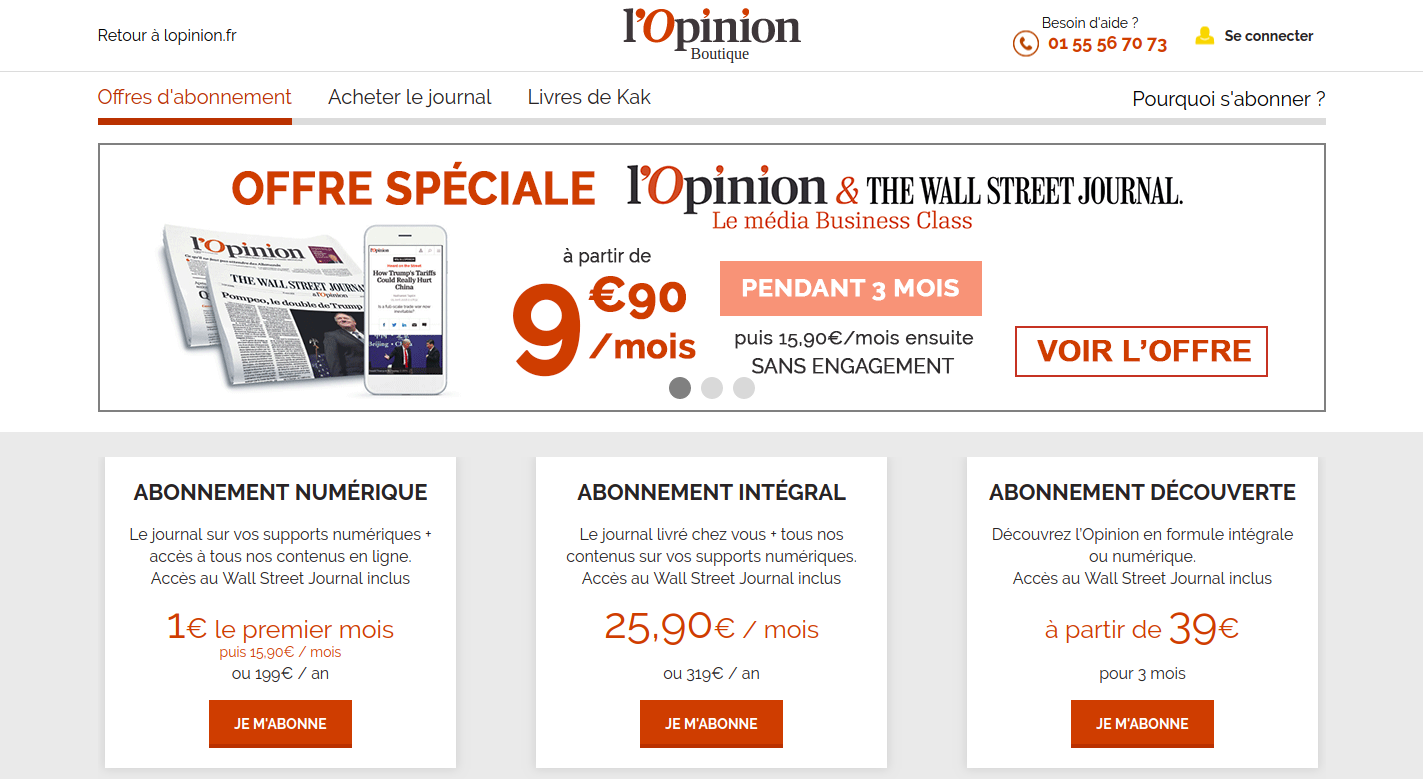 Retour à lopinion.fr
l'Opinion
Boutique
Besoin d'aide ?
01 55 56 70 73
Se connecter
Offres d'abonnement
Acheter le journal
Livres de Kak
Pourquoi s'abonner ?
OFFRE SPÉCIALE
l'Opinion & THE WALL STREET JOURNAL.
Le média Business Class
l'Opinion
THE WALL STREET JOURNAL
Pompeo, le double de Trump
l'Opinion
How Trump's Tariffs
Could Really Hurt
China
à partir de
9€90
/mois
PENDANT 3 MOIS
puis 15,90€/mois ensuite
SANS ENGAGEMENT
VOIR L'OFFRE
ABONNEMENT NUMÉRIQUE
Le journal sur vos supports numériques +
accès à tous nos contenus en ligne.
Accès au Wall Street Journal inclus
1€ le premier mois
puis 15,90€ / mois
ou 199€ / an
JE M'ABONNE
ABONNEMENT INTÉGRAL
Le journal livré chez vous + tous nos
contenus sur vos supports numériques.
Accès au Wall Street Journal inclus
25,90€ / mois
ou 319€ / an
JE M'ABONNE
ABONNEMENT DÉCOUVERTE
Découvrez l'Opinion en formule intégrale
ou numérique.
Accès au Wall Street Journal inclus
à partir de 39€
pour 3 mois
JE M'ABONNE